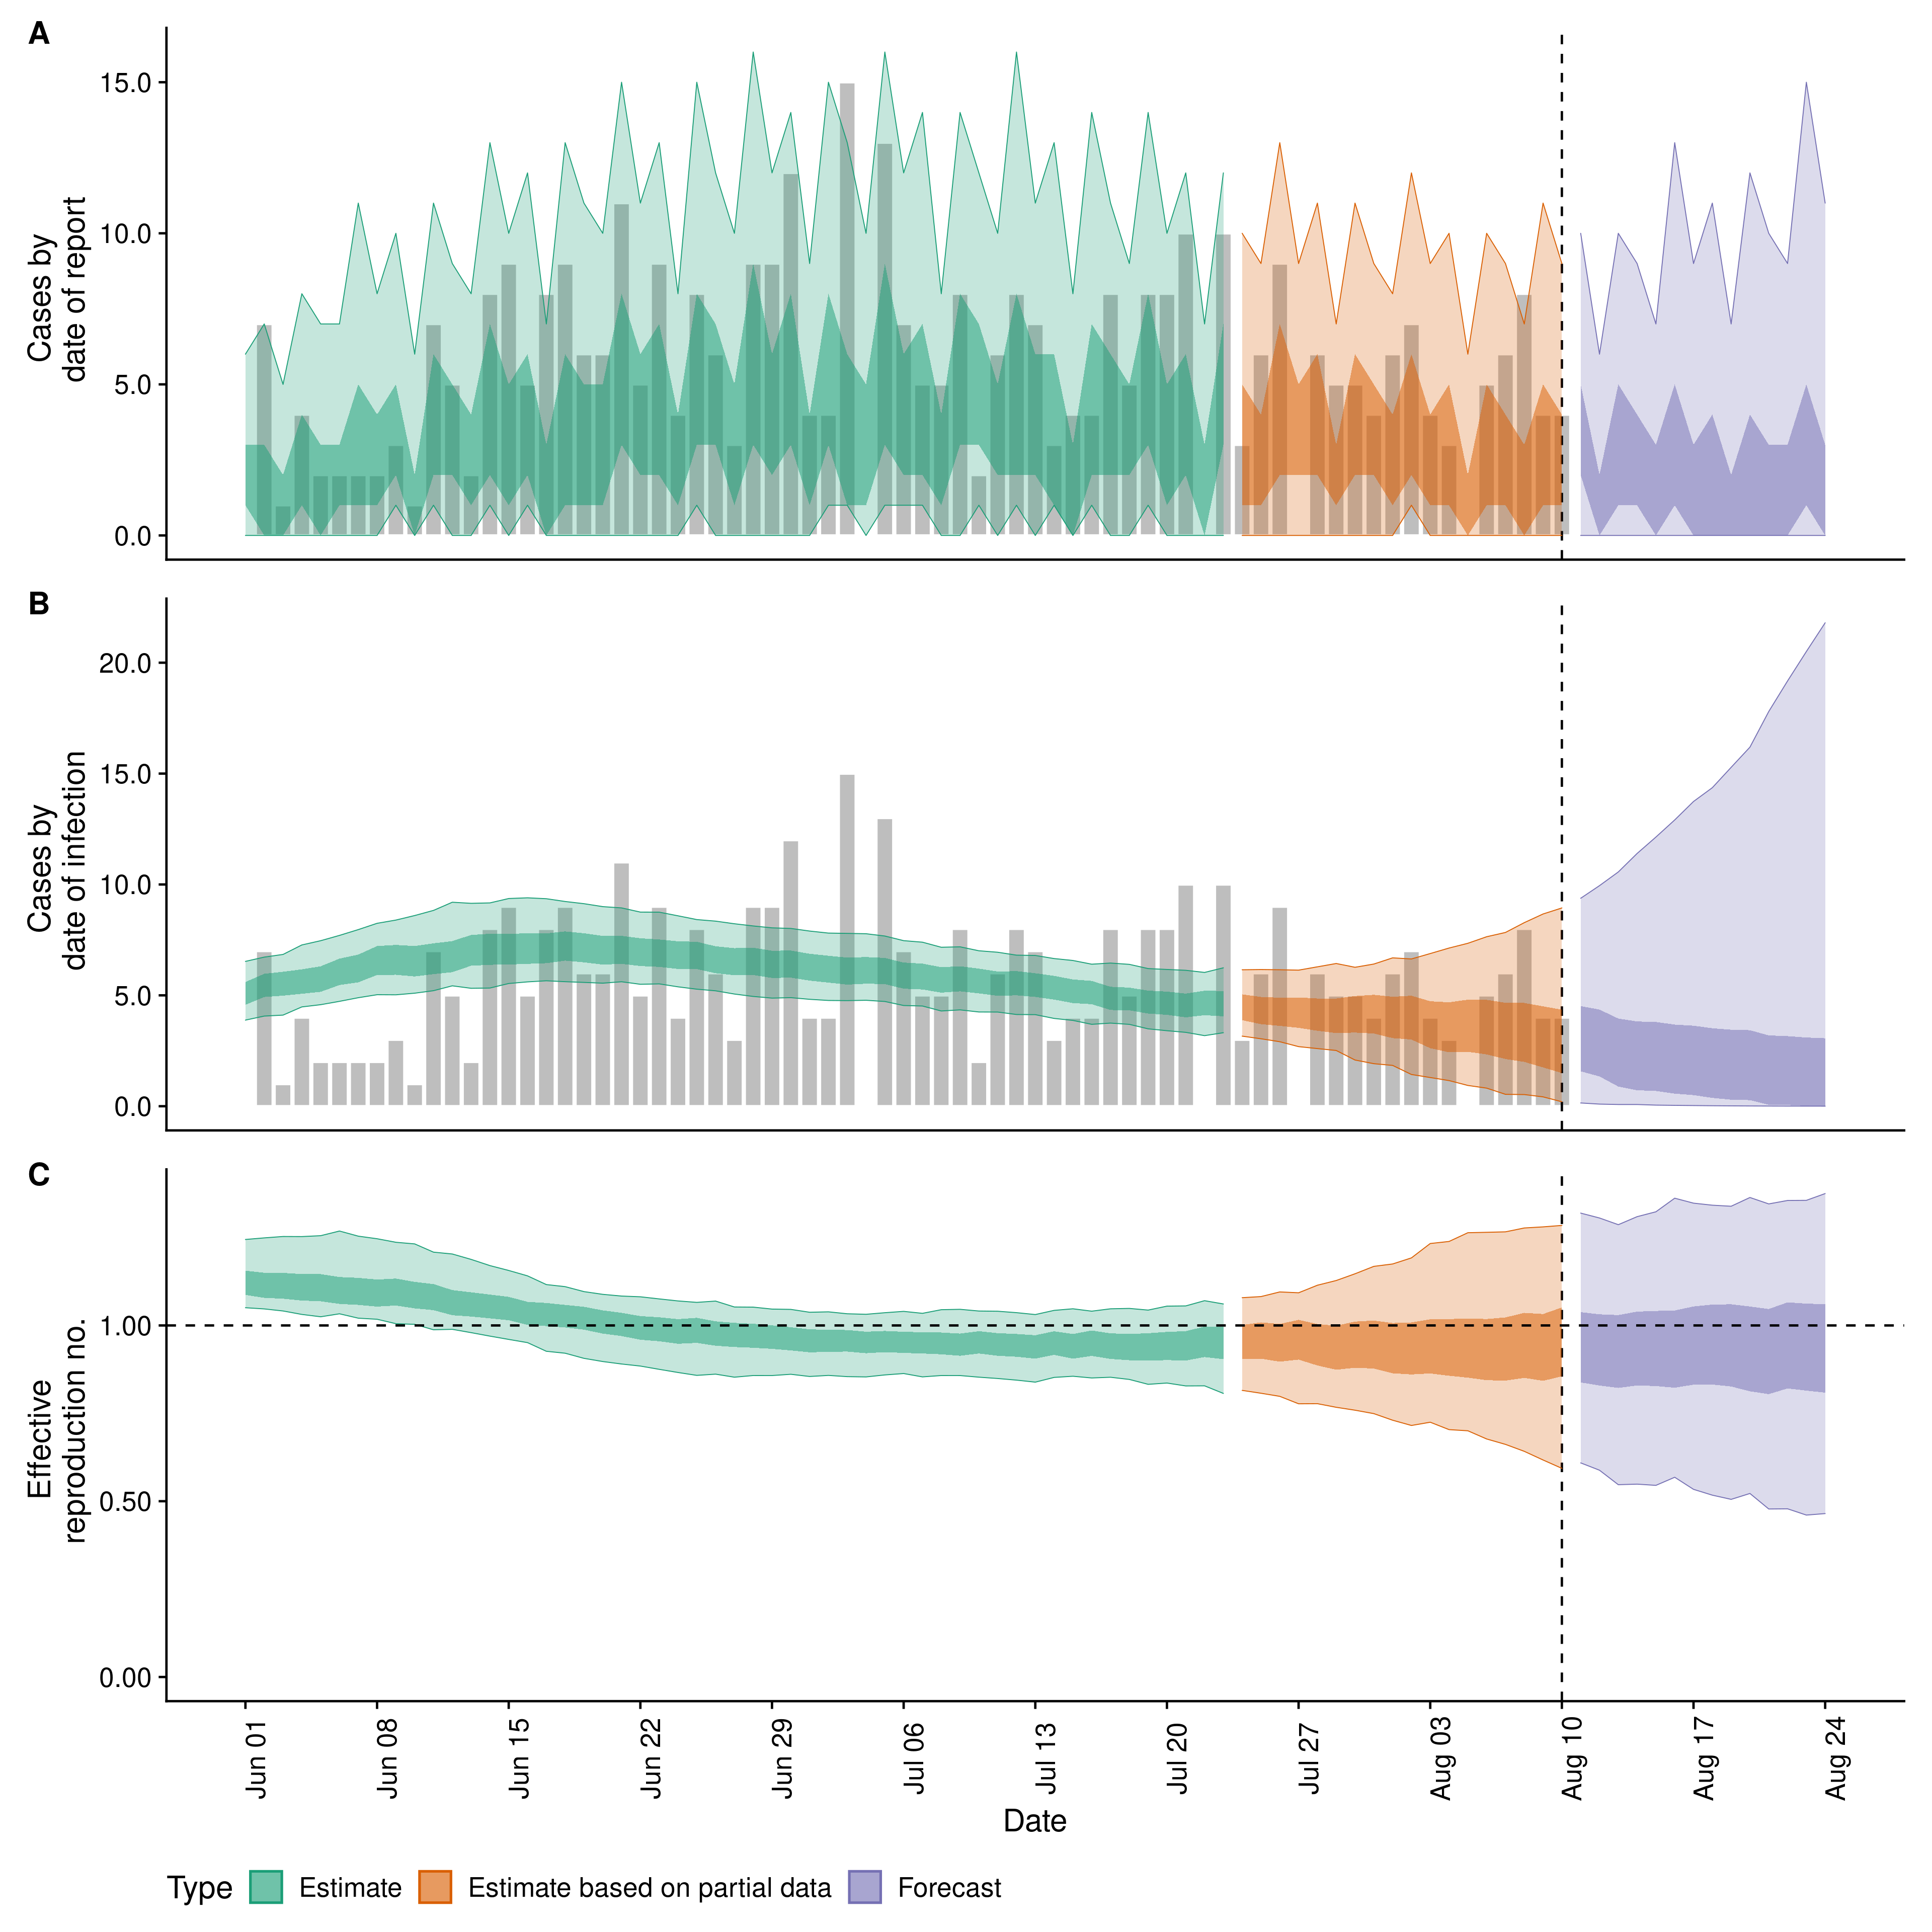 A
Cases by
date of report
15.0
10.0
5.0
0.0
B
Cases by
date of infection
20.0
15.0
10.0
5.0
0.0
C
Effective
reproduction no.
1.00
0.50
0.00
Jun 01
Jun 08
Jun 15
Jun 22
Jun 29
Jul 06
Jul 13
Jul 20
Jul 27
Aug 03
Aug 10
Aug 17
Aug 24
Date
Type Estimate Estimate based on partial data Forecast